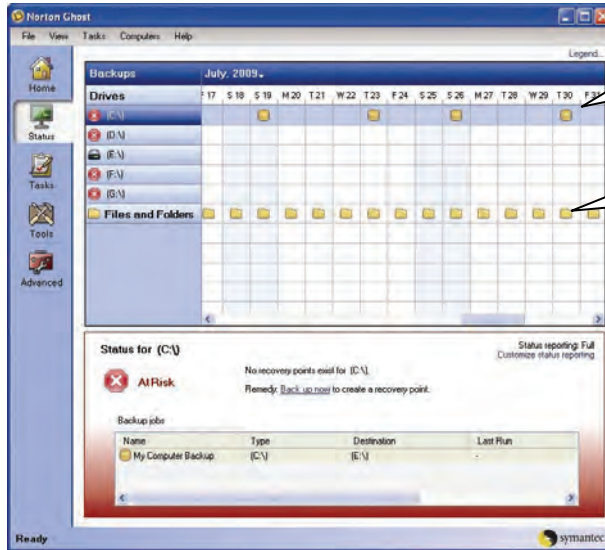 Norton Ghost
File View Tasks Computers Help
Legend...
Home
Status
Tasks
Tools
Advanced
Backups July, 2009
Drives 17 S 18 S 19 M 20 T 21 W 22 T 23 F 24 S 25 S 26 M 27 T 28 W 29 T 30 F 31
(C:\)
(D:\)
(E:\)
(F:\)
(G:\)
Files and Folders
Status for (C:\)
Status reporting: Full
Customize status reporting
At Risk
No recovery points exist for (C:\).
Remedy: Back up now to create a recovery point.
Backup jobs
Name Type Destination Last Run
My Computer Backup (C:\) (E:\) -
Ready
symantec